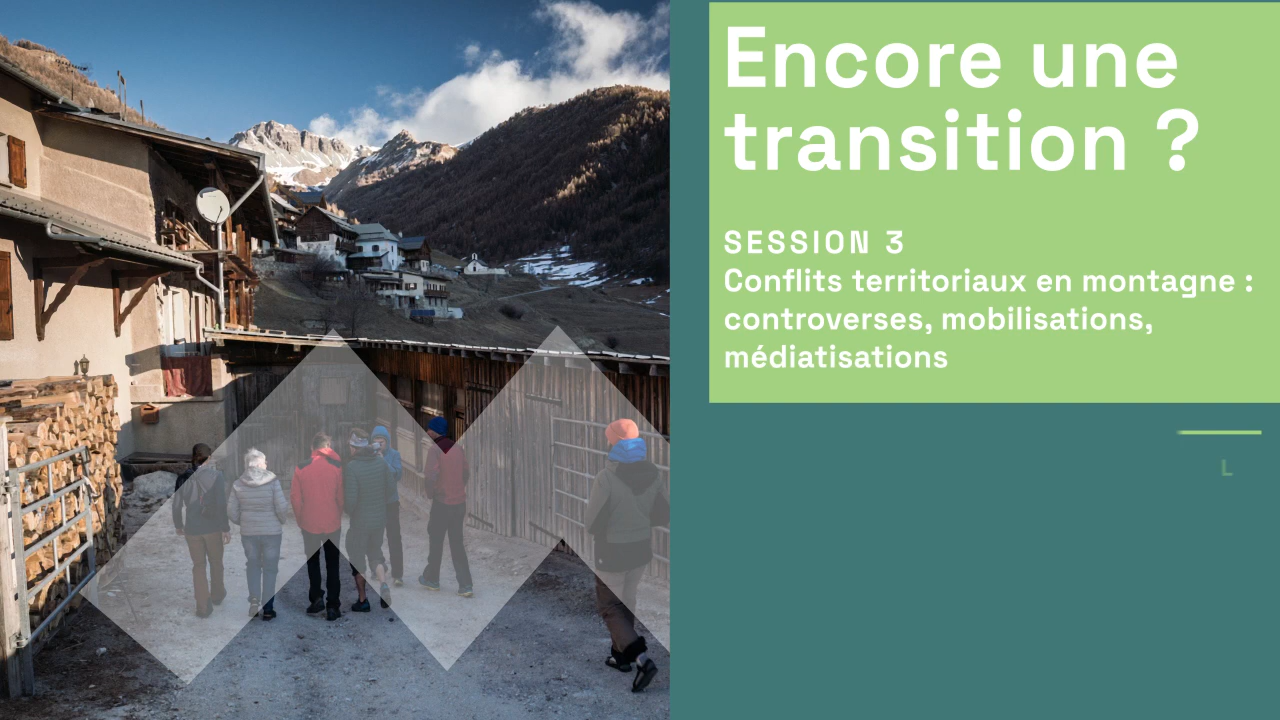 Encore une
transition ?
SESSION 3
Conflits territoriaux en montagne :
controverses, mobilisations,
médiatisations
L